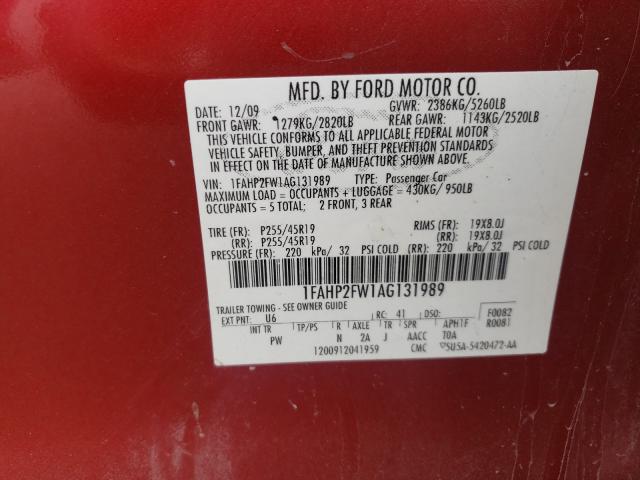 MFD. BY FORD MOTOR CO.
DATE: 12/09 GVWR: 2386KG/5260LB
FRONT GAWR: 1279KG/2820LB REAR GAWR: 1143KG/2520LB
THIS VEHICLE CONFORMS TO ALL APPLICABLE FEDERAL MOTOR
VEHICLE SAFETY, BUMPER, AND THEFT PREVENTION STANDARDS
IN EFFECT ON THE DATE OF MANUFACTURE SHOWN ABOVE.
VIN: 1FAHP2FW1AG131989 TYPE: Passenger Car
MAXIMUM LOAD = OCCUPANTS + LUGGAGE = 430KG/ 950LB
OCCUPANTS = 5 TOTAL; 2 FRONT, 3 REAR
TIRE (FR): P255/45R19 RIMS (FR): 19X8.0J
(RR): P255/45R19 (RR): 19X8.0J
PRESSURE (FR): 220 kPa/ 32 PSI COLD (RR): 220 kPa/ 32 PSI COLD
1FAHP2FW1AG131989
TRAILER TOWING - SEE OWNER GUIDE
EXT PNT: U6 RC: 41 DSO: F0082
R0081
INT TR TP/PS R AXLE TR SPR APHTF
PW N 2A J AACC TOA
1200912041959 CMC 5U5A-5420472-AA